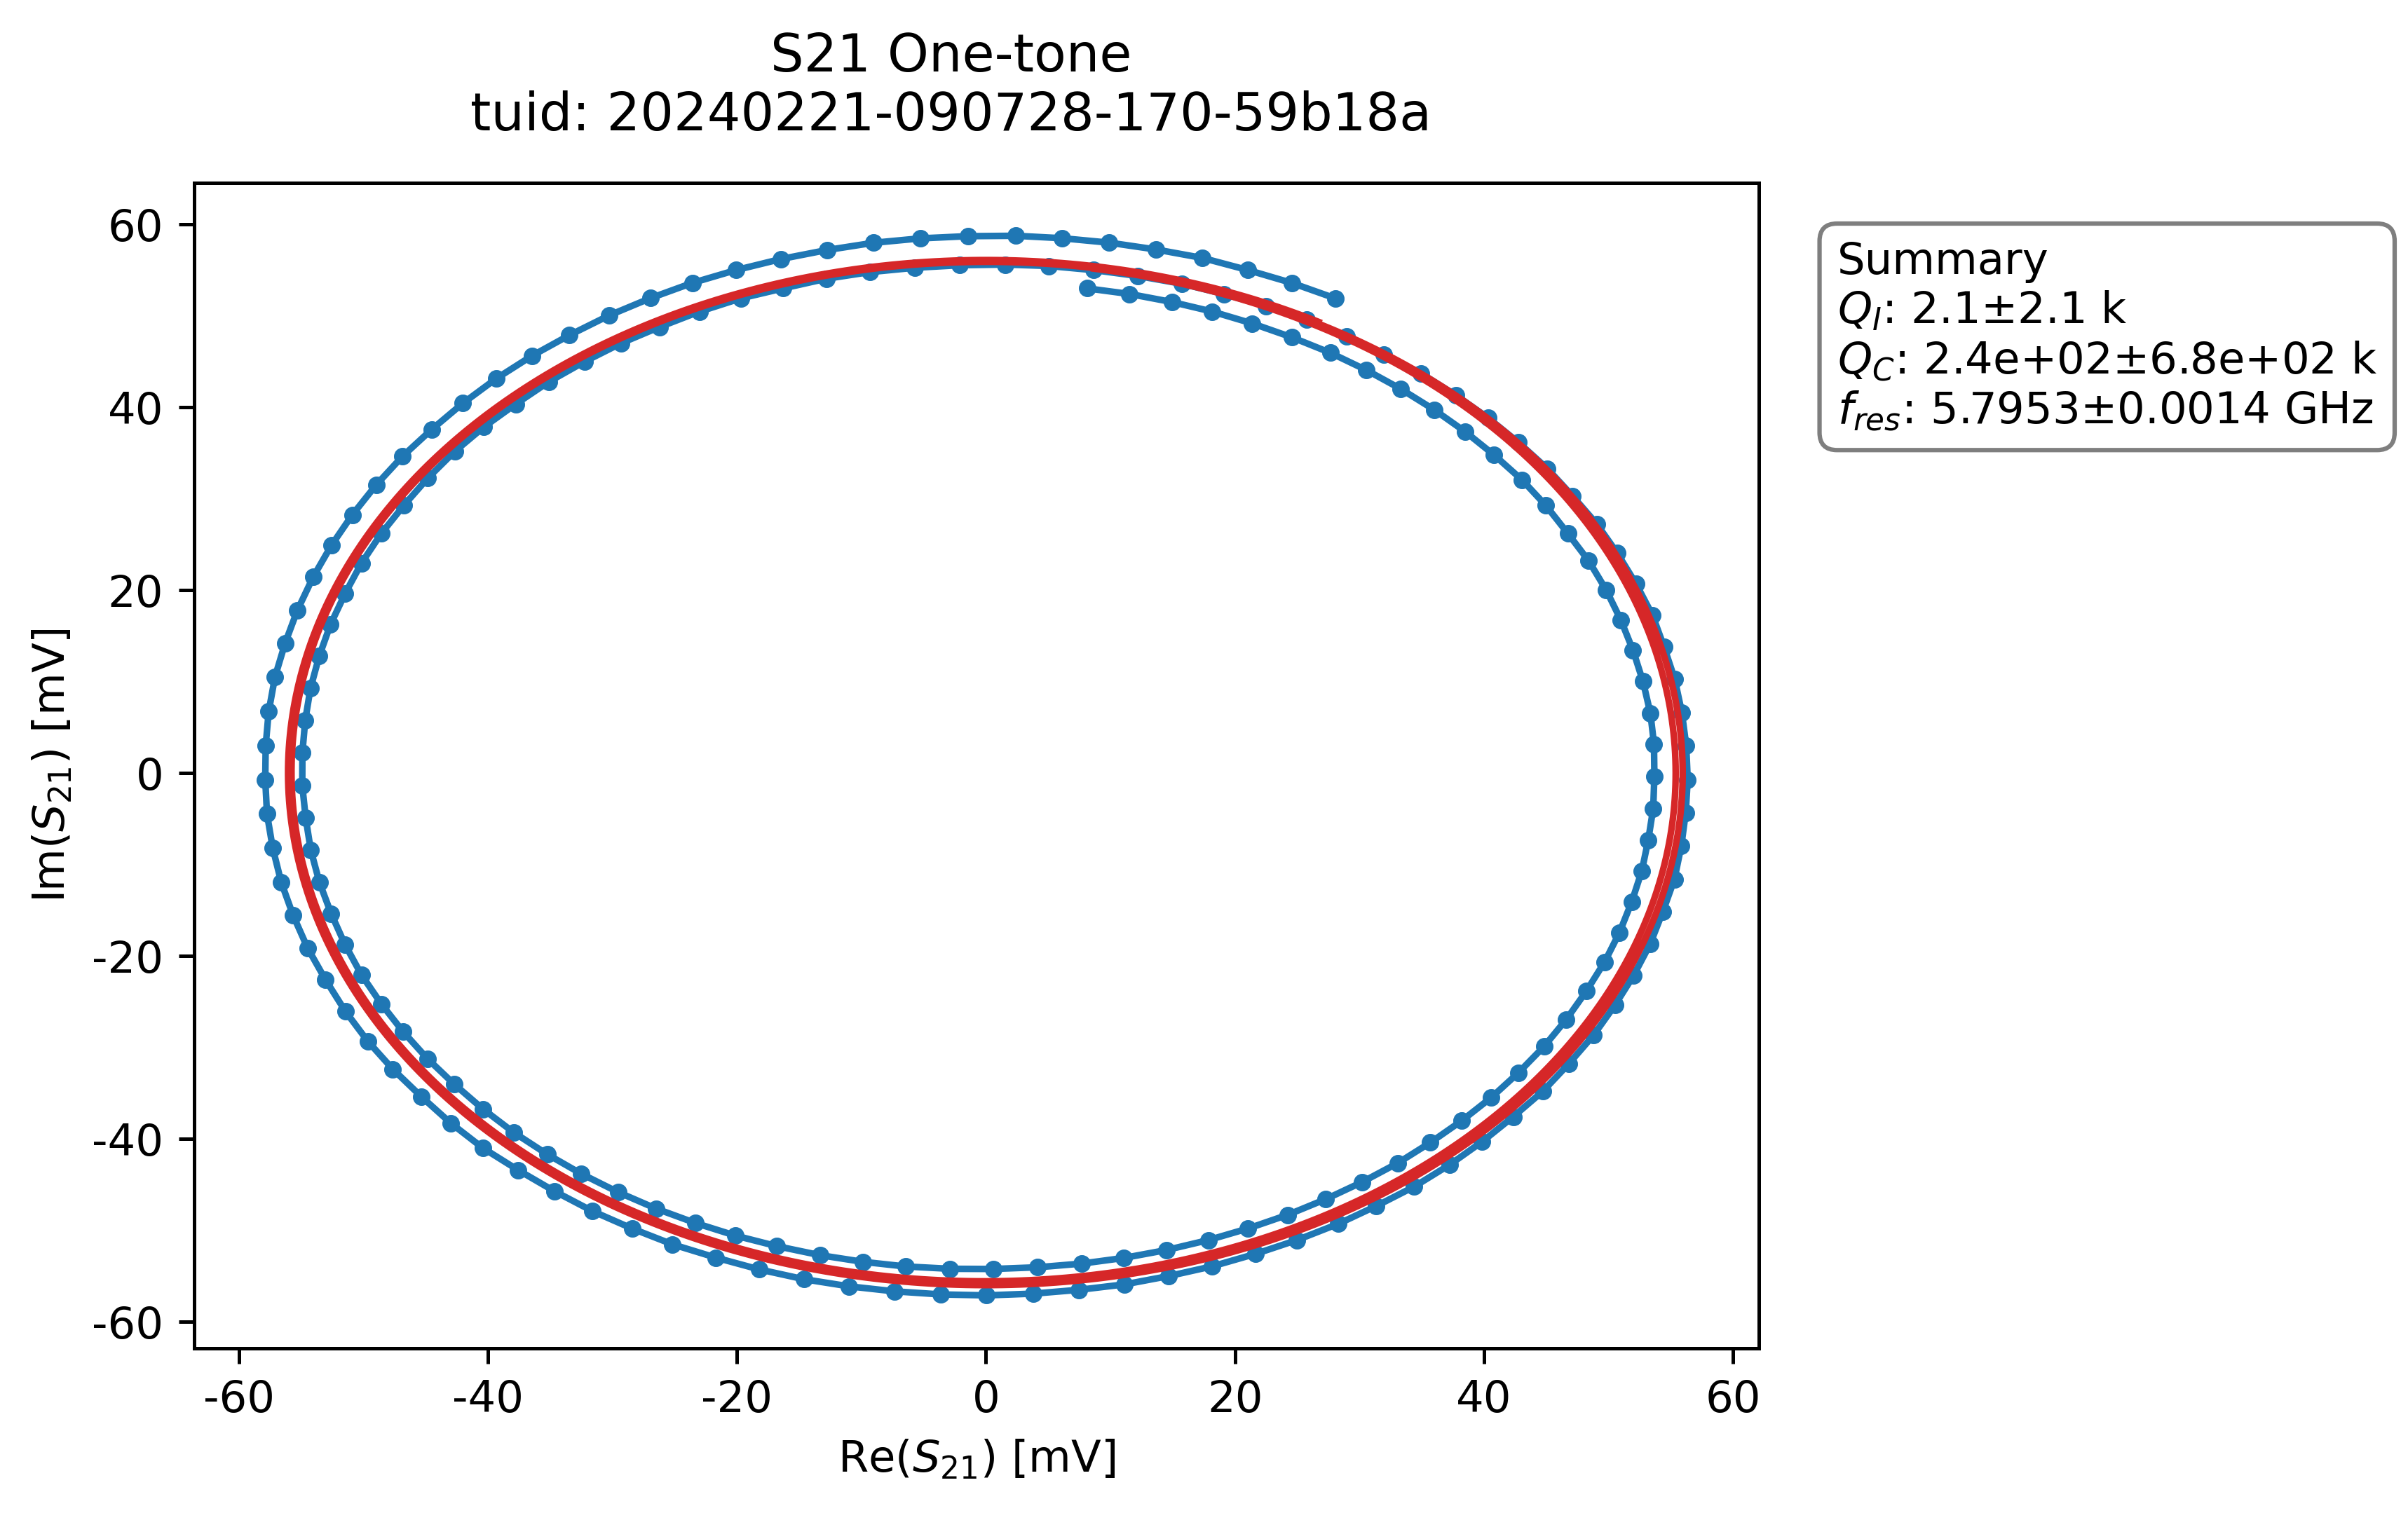 S21 One-tone
tuid: 20240221-090728-170-59b18a
60
40
20
0
-20
-40
-60
Im(S21) [mV]
-60 -40 -20 0 20 40 60
Re(S21) [mV]
Summary
QI: 2.1±2.1 k
QC: 2.4e+02±6.8e+02 k
fres: 5.7953±0.0014 GHz